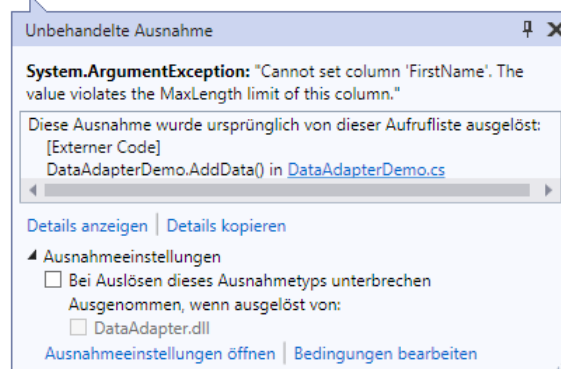 Unbehandelte Ausnahme
System.ArgumentException: "Cannot set column 'FirstName'. The
value violates the MaxLength limit of this column."
Diese Ausnahme wurde ursprünglich von dieser Aufrufliste ausgelöst:
[Externer Code]
DataAdapterDemo.AddData() in DataAdapterDemo.cs
Details anzeigen | Details kopieren
Ausnahmeeinstellungen
Bei Auslösen dieses Ausnahmetyps unterbrechen
Ausgenommen, wenn ausgelöst von:
DataAdapter.dll
Ausnahmeeinstellungen öffnen | Bedingungen bearbeiten